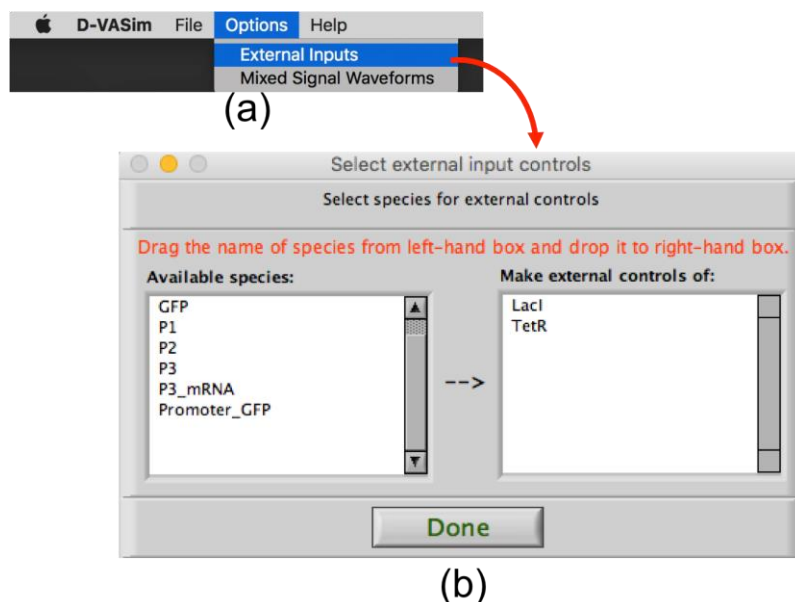 D-VASim File Options Help
External Inputs
Mixed Signal Waveforms
(a)
Select external input controls
Select species for external controls
Drag the name of species from left-hand box and drop it to right-hand box.
Available species:
GFP
P1
P2
P3
P3_mRNA
Promoter_GFP
-->
Make external controls of:
LacI
TetR
Done
(b)